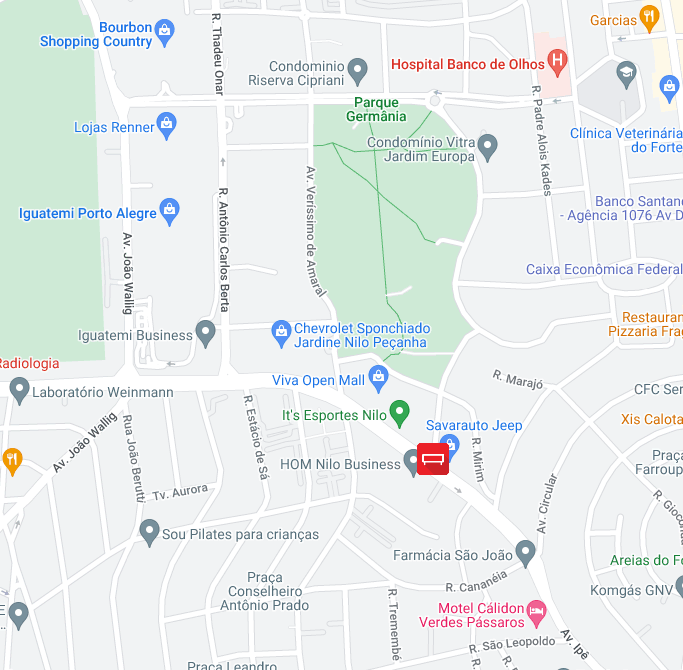 Bourbon
Shopping Country
R. Thadeu Onar
Garcias
Condominio
Riserva Cipriani
Hospital Banco de Olhos
Parque
Germânia
R. Padre Alois Kades
Lojas Renner
Condomínio Vitra
Jardim Europa
Clínica Veterinária
do Forte
Av. Veríssimo de Amaral
R. Antônio Carlos Berta
Iguatemi Porto Alegre
Banco Santand
- Agência 1076 Av D
Av. João Wallig
Caixa Econômica Federal
Chevrolet Sponchiado
Jardine Nilo Peçanha
Iguatemi Business
Restauran
Pizzaria Frag
Radiologia
Laboratório Weinmann
Viva Open Mall
R. Marajó
CFC Ser
R. Estácio de Sá
It's Esportes Nilo
Savarauto Jeep
Xis Calota
Av. João Wallig
Rua João Berutti
R. Mirim
HOM Nilo Business
Praça
Farroup
Tv. Aurora
Av. Circular
R. Giocond
Sou Pilates para crianças
Farmácia São João
Areias do Fo
Praça
Conselheiro
Antônio Prado
R. Cananéia
Komgás GNV
R. Tremembé
Motel Cálidon
Verdes Pássaros
E
R. São Leopoldo
Av. Ipê
Praça Leandro